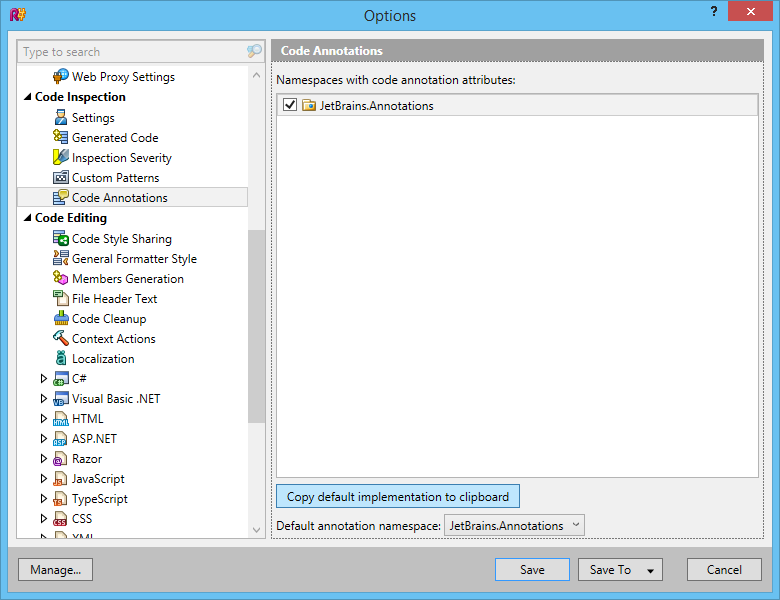 R#
Options
?
Type to search
Web Proxy Settings
Code Inspection
Settings
Generated Code
Inspection Severity
Custom Patterns
Code Annotations
Code Editing
Code Style Sharing
General Formatter Style
Members Generation
File Header Text
Code Cleanup
Context Actions
Localization
C#
Visual Basic .NET
HTML
ASP.NET
Razor
JavaScript
TypeScript
CSS
XML
Code Annotations
Namespaces with code annotation attributes:
JetBrains.Annotations
Copy default implementation to clipboard
Default annotation namespace: JetBrains.Annotations
Manage...
Save
Save To
Cancel